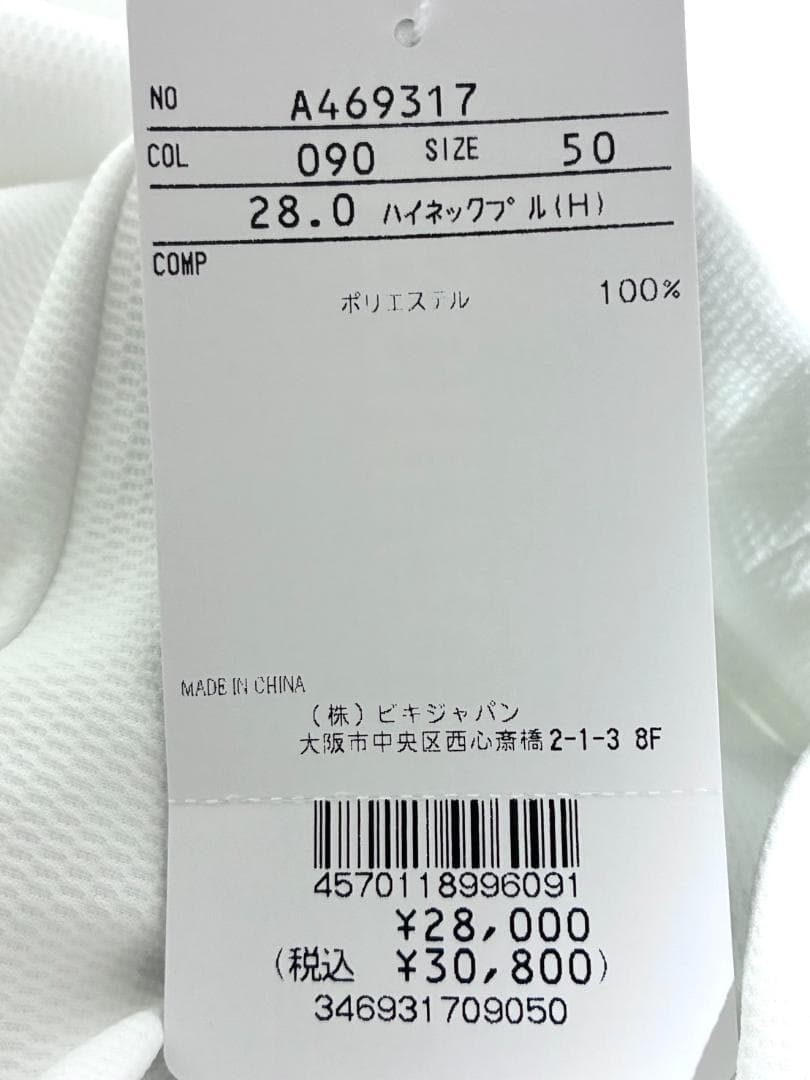 NO A469317
COL 090 SIZE 50
28.0 ハイネックプル(H)
COMP
ポリエステル 100%
MADE IN CHINA
(株)ビキジャパン
大阪市中央区西心斎橋2-1-3 8F
4570118996091
¥28,000
(税込 ¥30,800)
346931709050